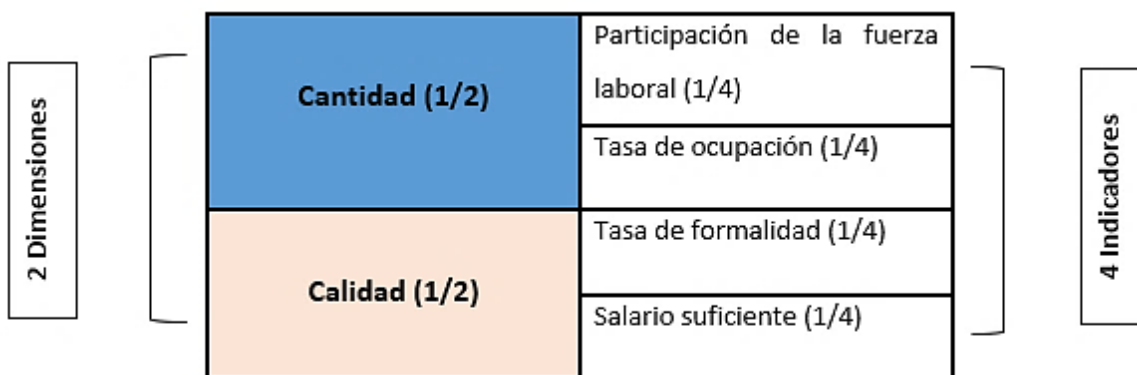 2 Dimensiones
Cantidad (1/2)
Participación de la fuerza
laboral (1/4)
Tasa de ocupación (1/4)
Calidad (1/2)
Tasa de formalidad (1/4)
Salario suficiente (1/4)
4 Indicadores